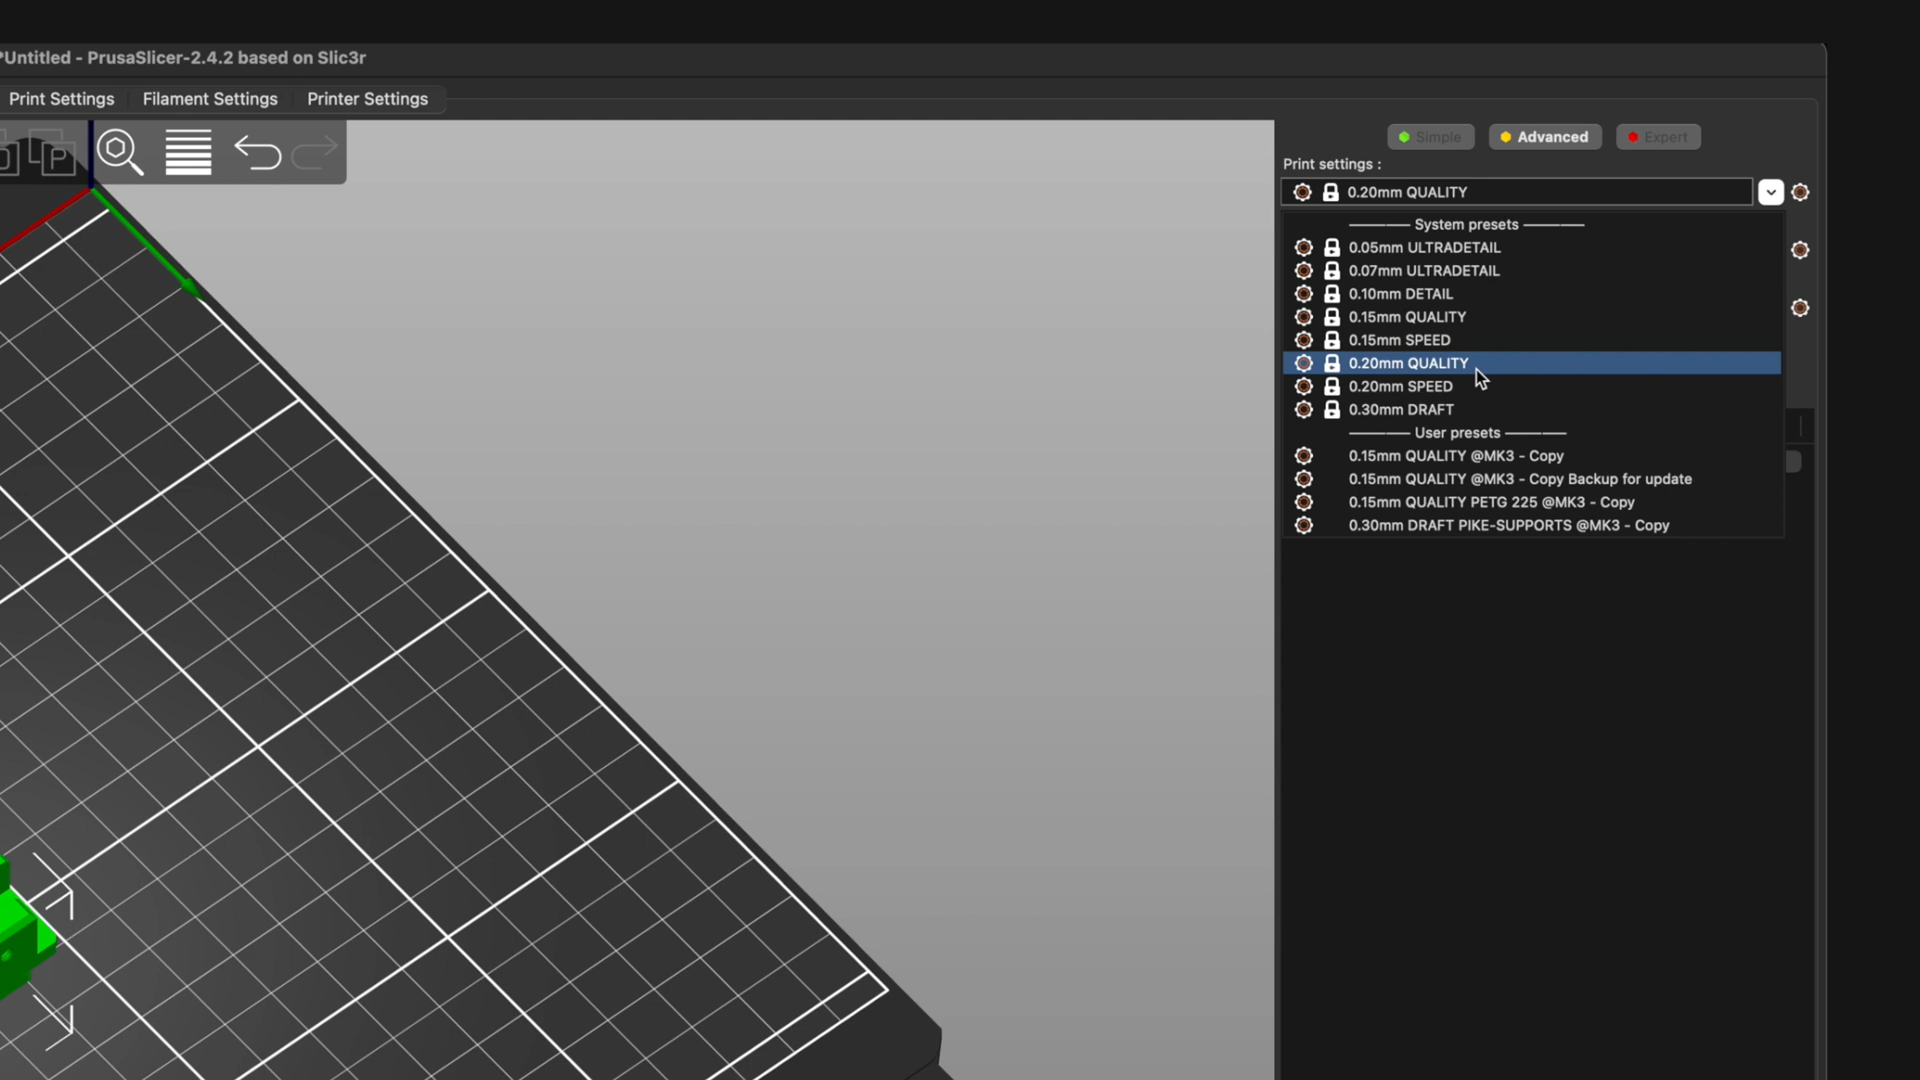 *Untitled - PrusaSlicer-2.4.2 based on Slic3r
Print Settings
Filament Settings
Printer Settings
P
Simple
Advanced
Expert
Print settings :
0.20mm QUALITY
System presets
0.05mm ULTRADETAIL
0.07mm ULTRADETAIL
0.10mm DETAIL
0.15mm QUALITY
0.15mm SPEED
0.20mm QUALITY
0.20mm SPEED
0.30mm DRAFT
User presets
0.15mm QUALITY @MK3 - Copy
0.15mm QUALITY @MK3 - Copy Backup for update
0.15mm QUALITY PETG 225 @MK3 - Copy
0.30mm DRAFT PIKE-SUPPORTS @MK3 - Copy